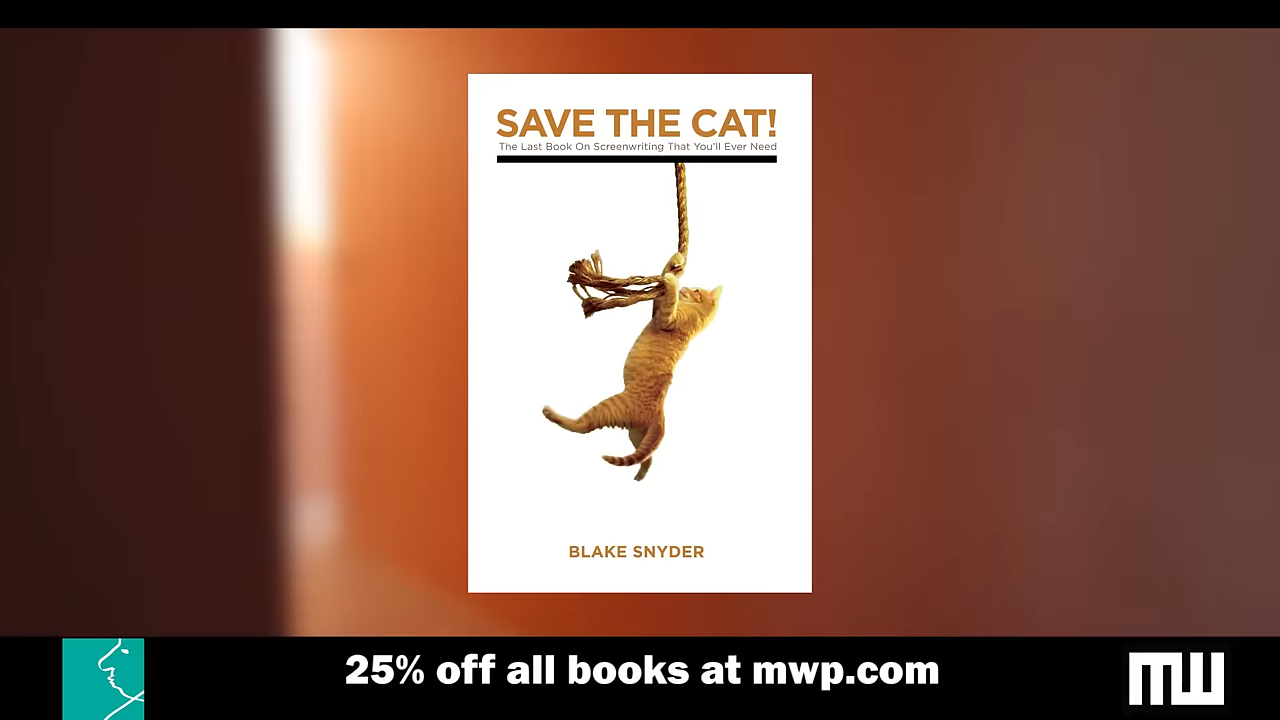 SAVE THE CAT!
The Last Book On Screenwriting That You'll Ever Need
BLAKE SNYDER
25% off all books at mwp.com
MW